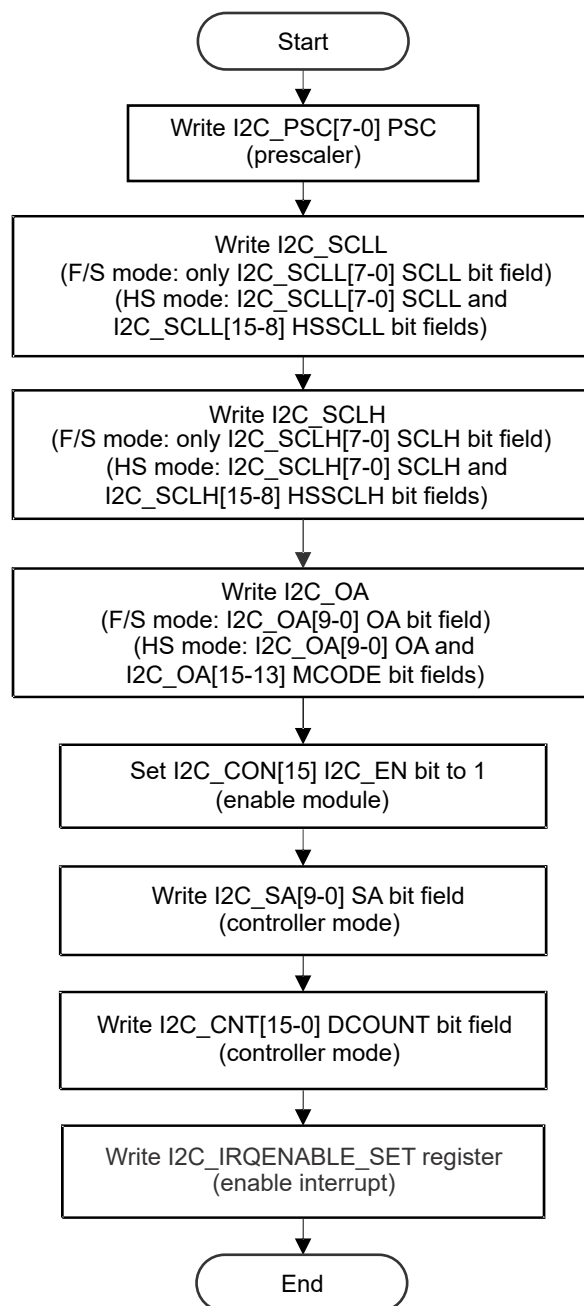 Start
Write I2C_PSC[7-0] PSC
(prescaler)
Write I2C_SCLL
(F/S mode: only I2C_SCLL[7-0] SCLL bit field)
(HS mode: I2C_SCLL[7-0] SCLL and
I2C_SCLL[15-8] HSSCLL bit fields)
Write I2C_SCLH
(F/S mode: only I2C_SCLH[7-0] SCLH bit field)
(HS mode: I2C_SCLH[7-0] SCLH and
I2C_SCLH[15-8] HSSCLH bit fields)
Write I2C_OA
(F/S mode: I2C_OA[9-0] OA bit field)
(HS mode: I2C_OA[9-0] OA and
I2C_OA[15-13] MCODE bit fields)
Set I2C_CON[15] I2C_EN bit to 1
(enable module)
Write I2C_SA[9-0] SA bit field
(controller mode)
Write I2C_CNT[15-0] DCOUNT bit field
(controller mode)
Write I2C_IRQENABLE_SET register
(enable interrupt)
End